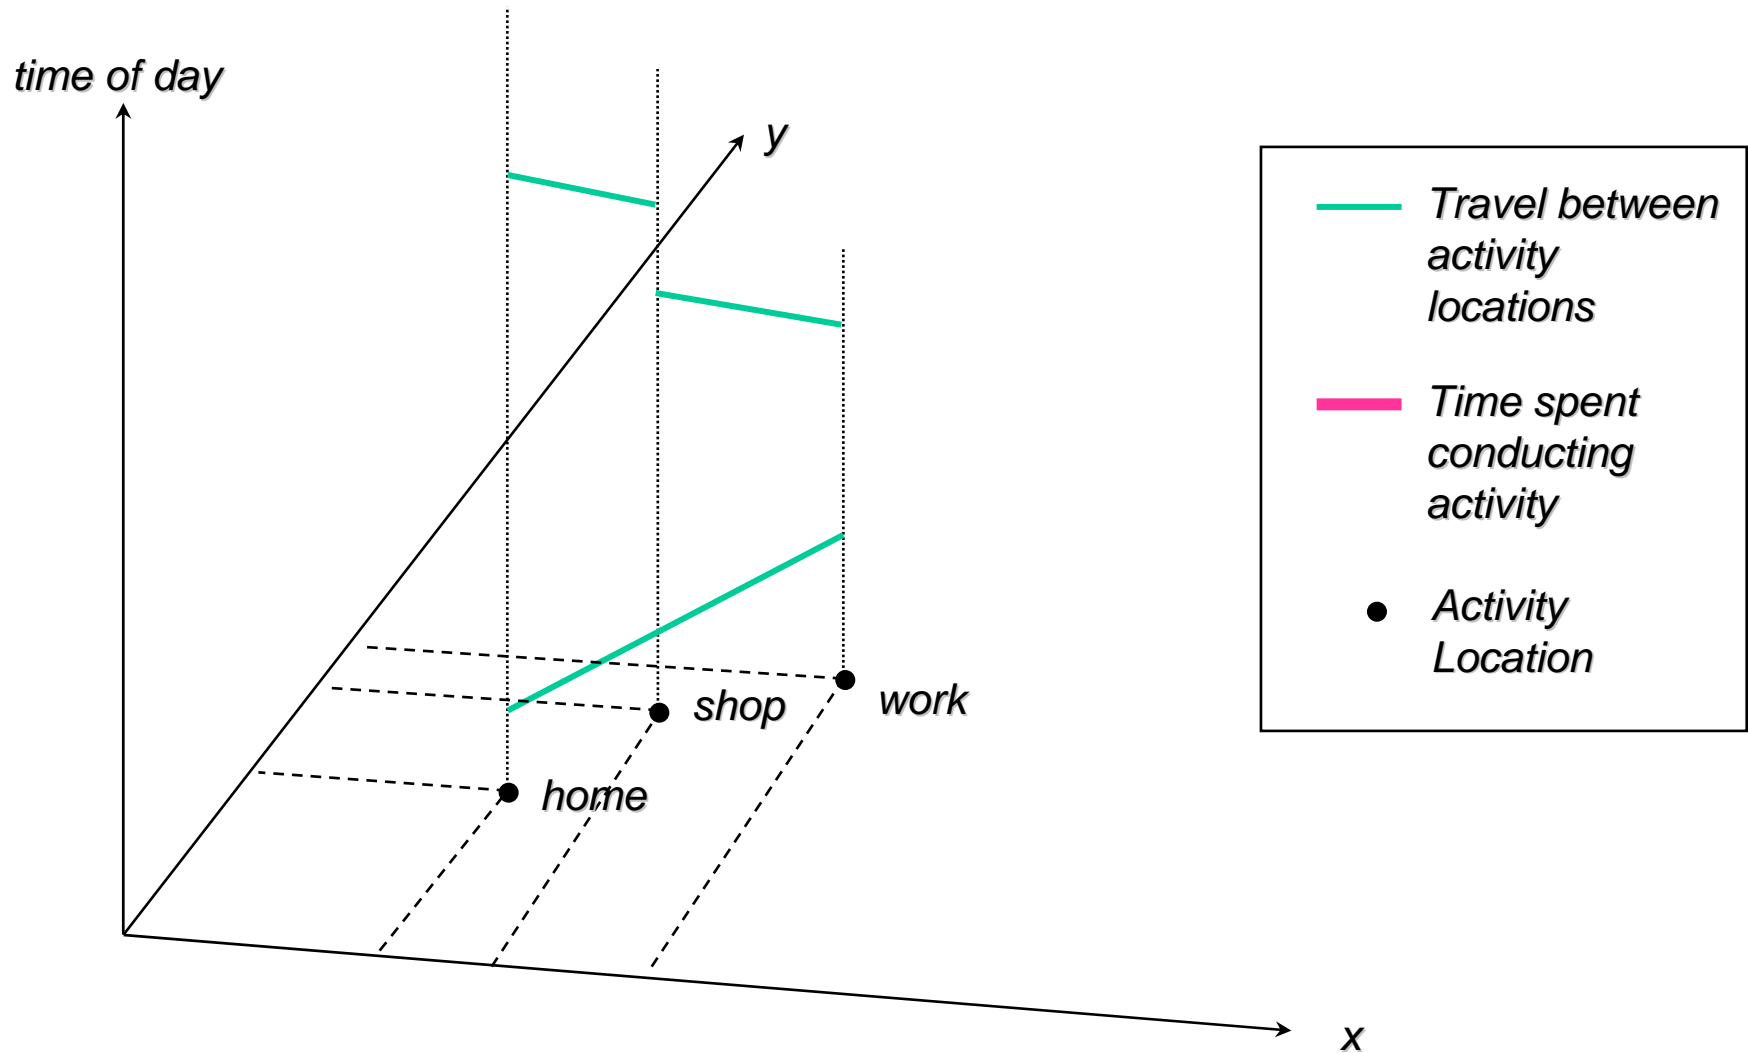 time of day
y
Travel between
activity
locations
Time spent
conducting
activity
Activity
Location
shop
work
home
x